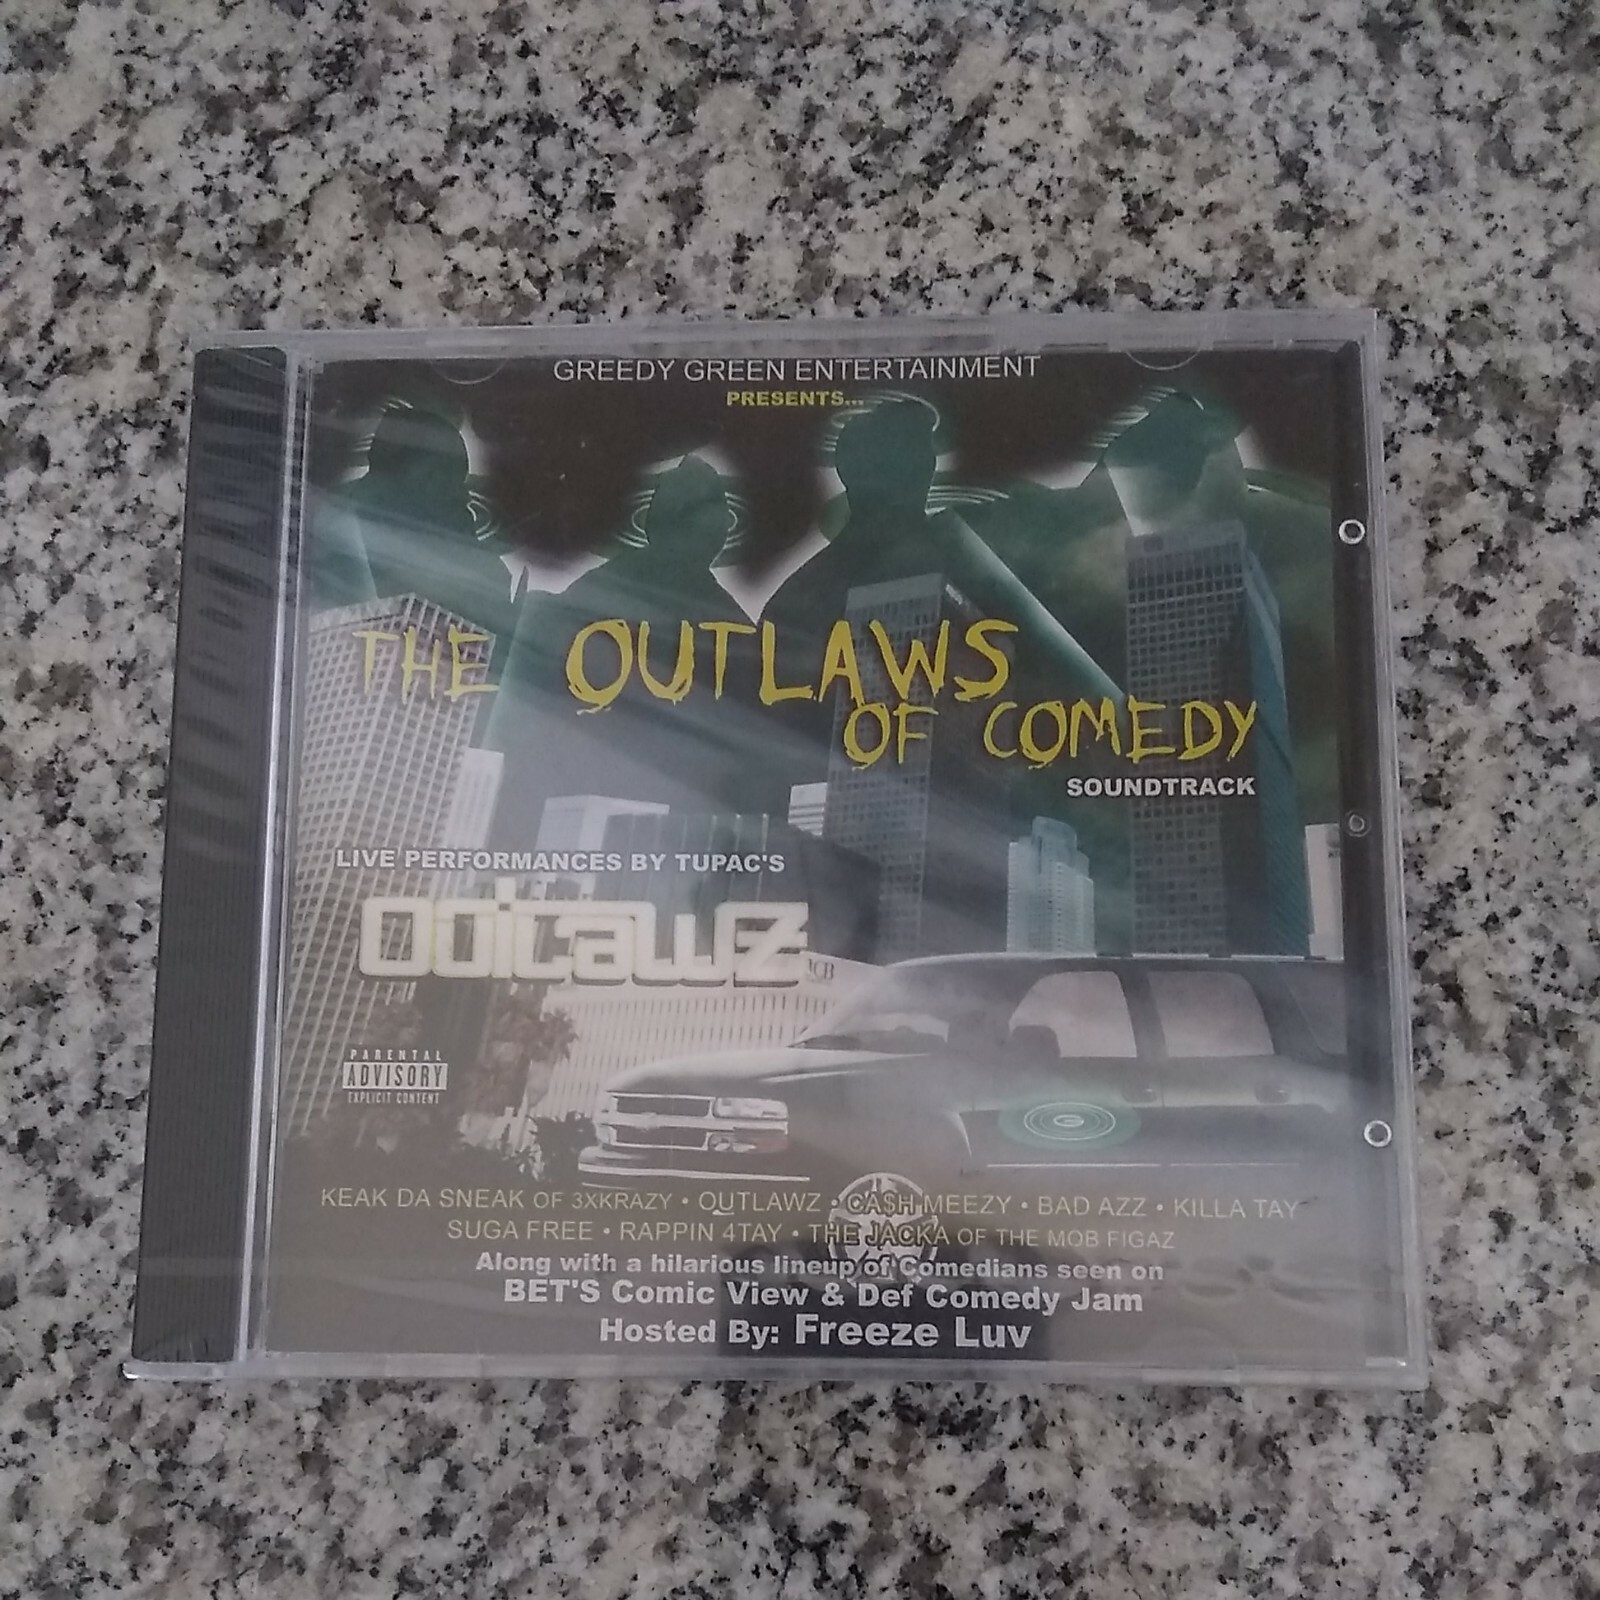 GREEDY GREEN ENTERTAINMENT
PRESENTS...
THE OUTLAWS
OF COMEDY
SOUNDTRACK
LIVE PERFORMANCES BY TUPAC'S
OUTLAWZ
PARENTAL
ADVISORY
EXPLICIT CONTENT
KEAK DA SNEAK OF 3XKRAZY • OUTLAWZ • CA$H MEEZY • BAD AZZ • KILLA TAY
SUGA FREE • RAPPIN 4TAY • THE JACKA OF THE MOB FIGAZ
Along with a hilarious lineup of Comedians seen on
BET'S Comic View & Def Comedy Jam
Hosted By: Freeze Luv